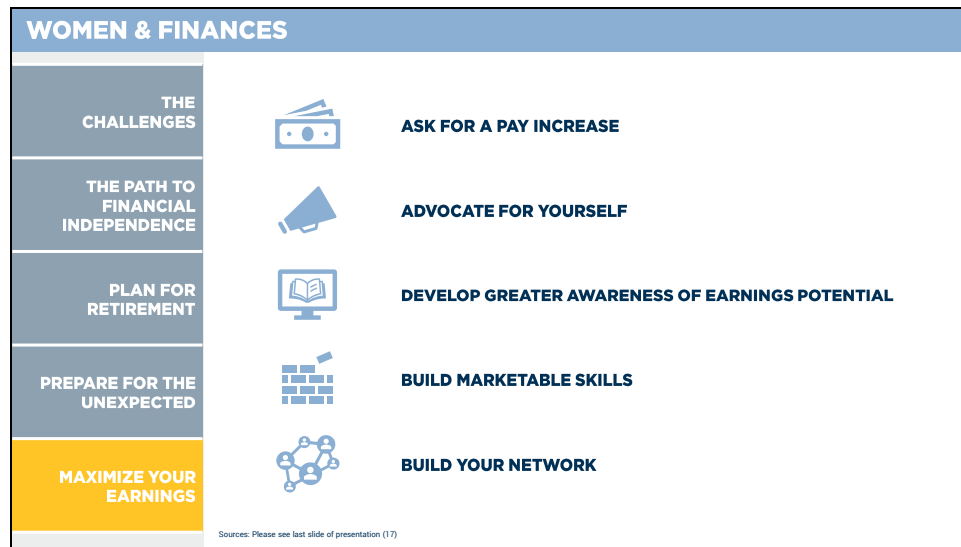 WOMEN & FINANCES
THE
CHALLENGES
THE PATH TO
FINANCIAL
INDEPENDENCE
PLAN FOR
RETIREMENT
PREPARE FOR THE
UNEXPECTED
MAXIMIZE YOUR
EARNINGS
ASK FOR A PAY INCREASE
ADVOCATE FOR YOURSELF
DEVELOP GREATER AWARENESS OF EARNINGS POTENTIAL
BUILD MARKETABLE SKILLS
BUILD YOUR NETWORK
Sources: Please see last slide of presentation (17)